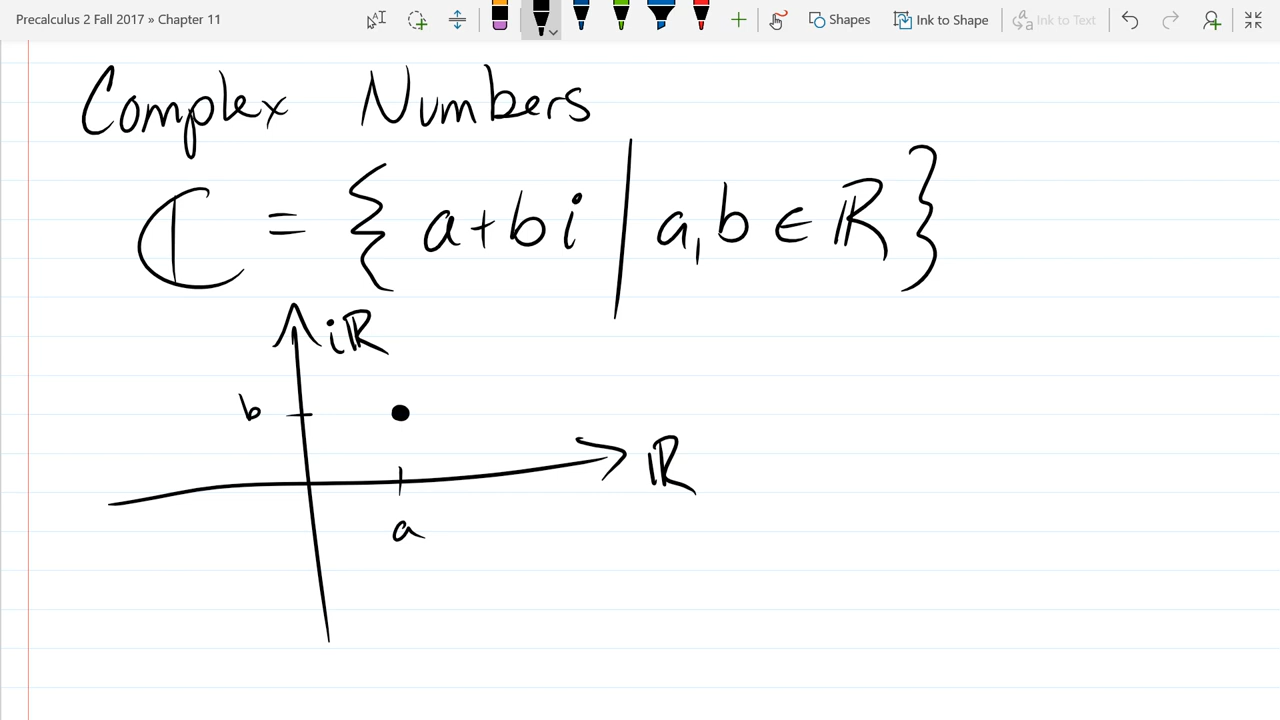 Precalculus 2 Fall 2017 » Chapter 11
Shapes
Ink to Shape
Ink to Text
Complex Numbers
ℂ = { a+bi | a,b ∈ ℝ }
iℝ
b
ℝ
a